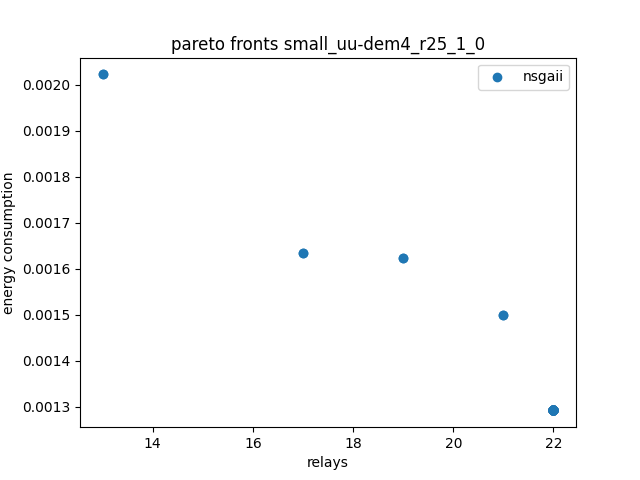 pareto fronts small_uu-dem4_r25_1_0
nsgaii
0.0020
0.0019
0.0018
0.0017
0.0016
0.0015
0.0014
0.0013
energy consumption
14 16 18 20 22
relays